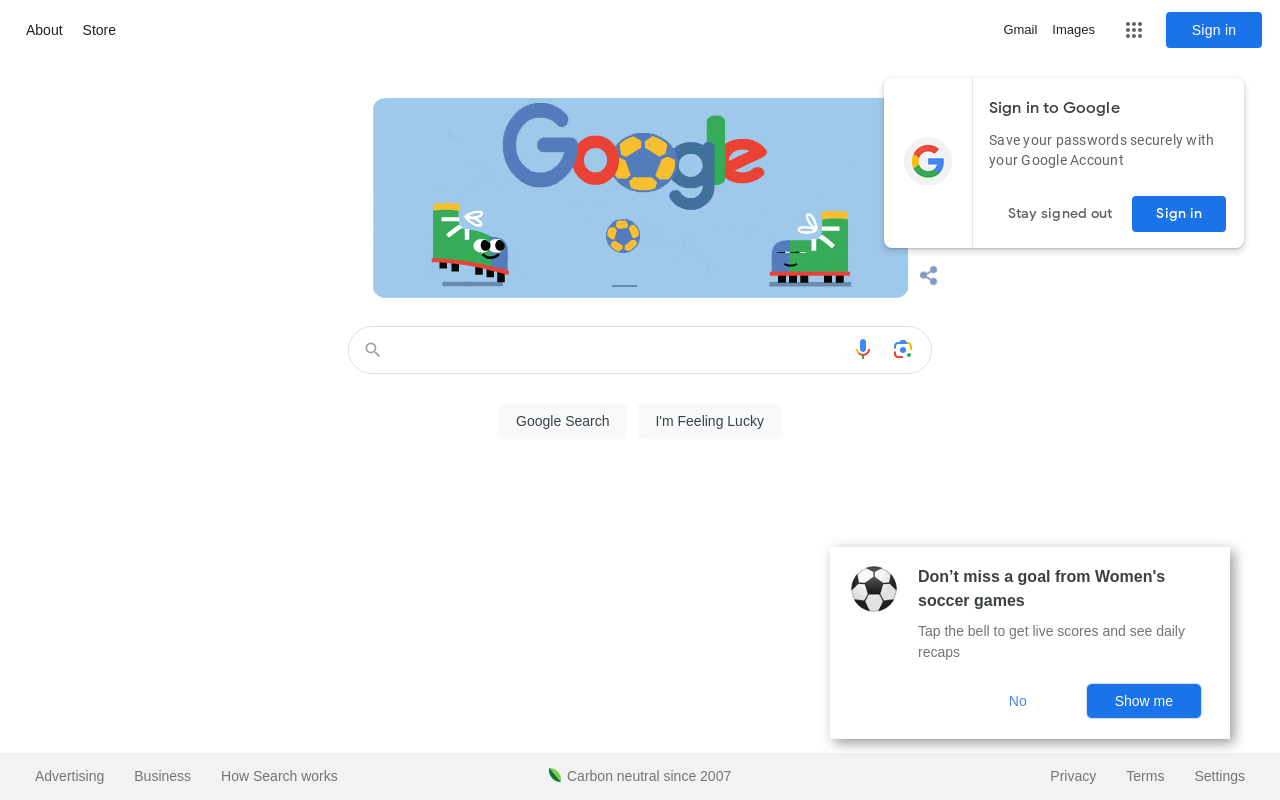 About Store
Gmail Images
Sign in
Google
Sign in to Google
Save your passwords securely with
your Google Account
Stay signed out
Sign in
Google Search
I'm Feeling Lucky
Don’t miss a goal from Women's
soccer games
Tap the bell to get live scores and see daily
recaps
No
Show me
Advertising Business How Search works
Carbon neutral since 2007
Privacy Terms Settings